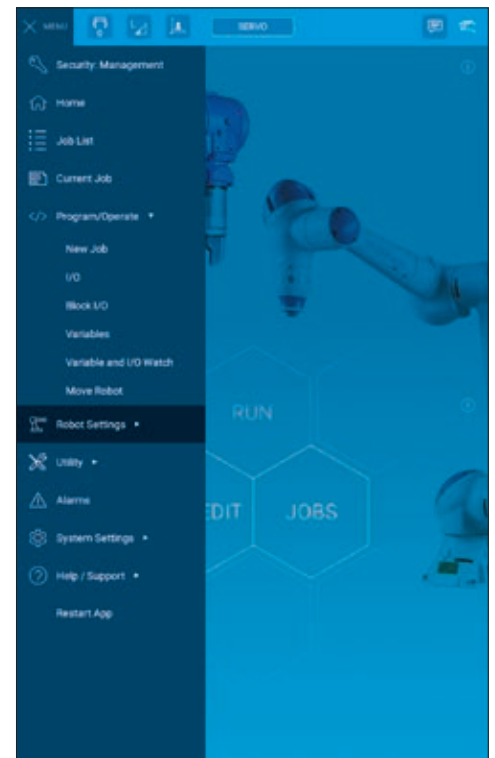 MENU
SERVO
Security: Management
Home
Job List
Current Job
Program/Operate
New Job
I/O
Block I/O
Variables
Variable and I/O Watch
Move Robot
Robot Settings
Utility
Alarms
System Settings
Help / Support
Restart App
RUN
EDIT
JOBS